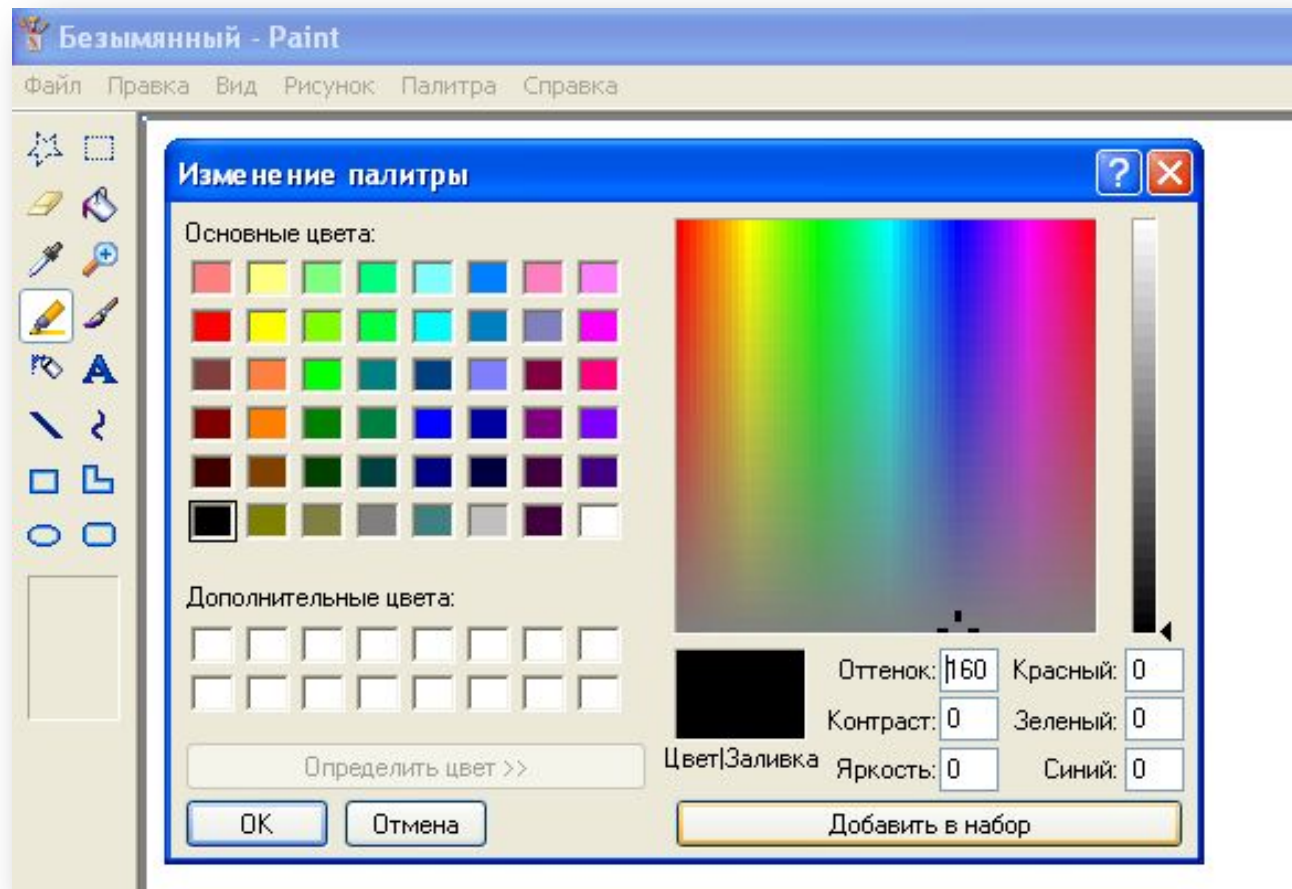 Безымянный - Paint
Файл Правка Вид Рисунок Палитра Справка
Изменение палитры
Основные цвета:
Дополнительные цвета:
Определить цвет >>
ОК Отмена
Цвет|Заливка
Оттенок: 160 Красный: 0
Контраст: 0 Зеленый: 0
Яркость: 0 Синий: 0
Добавить в набор